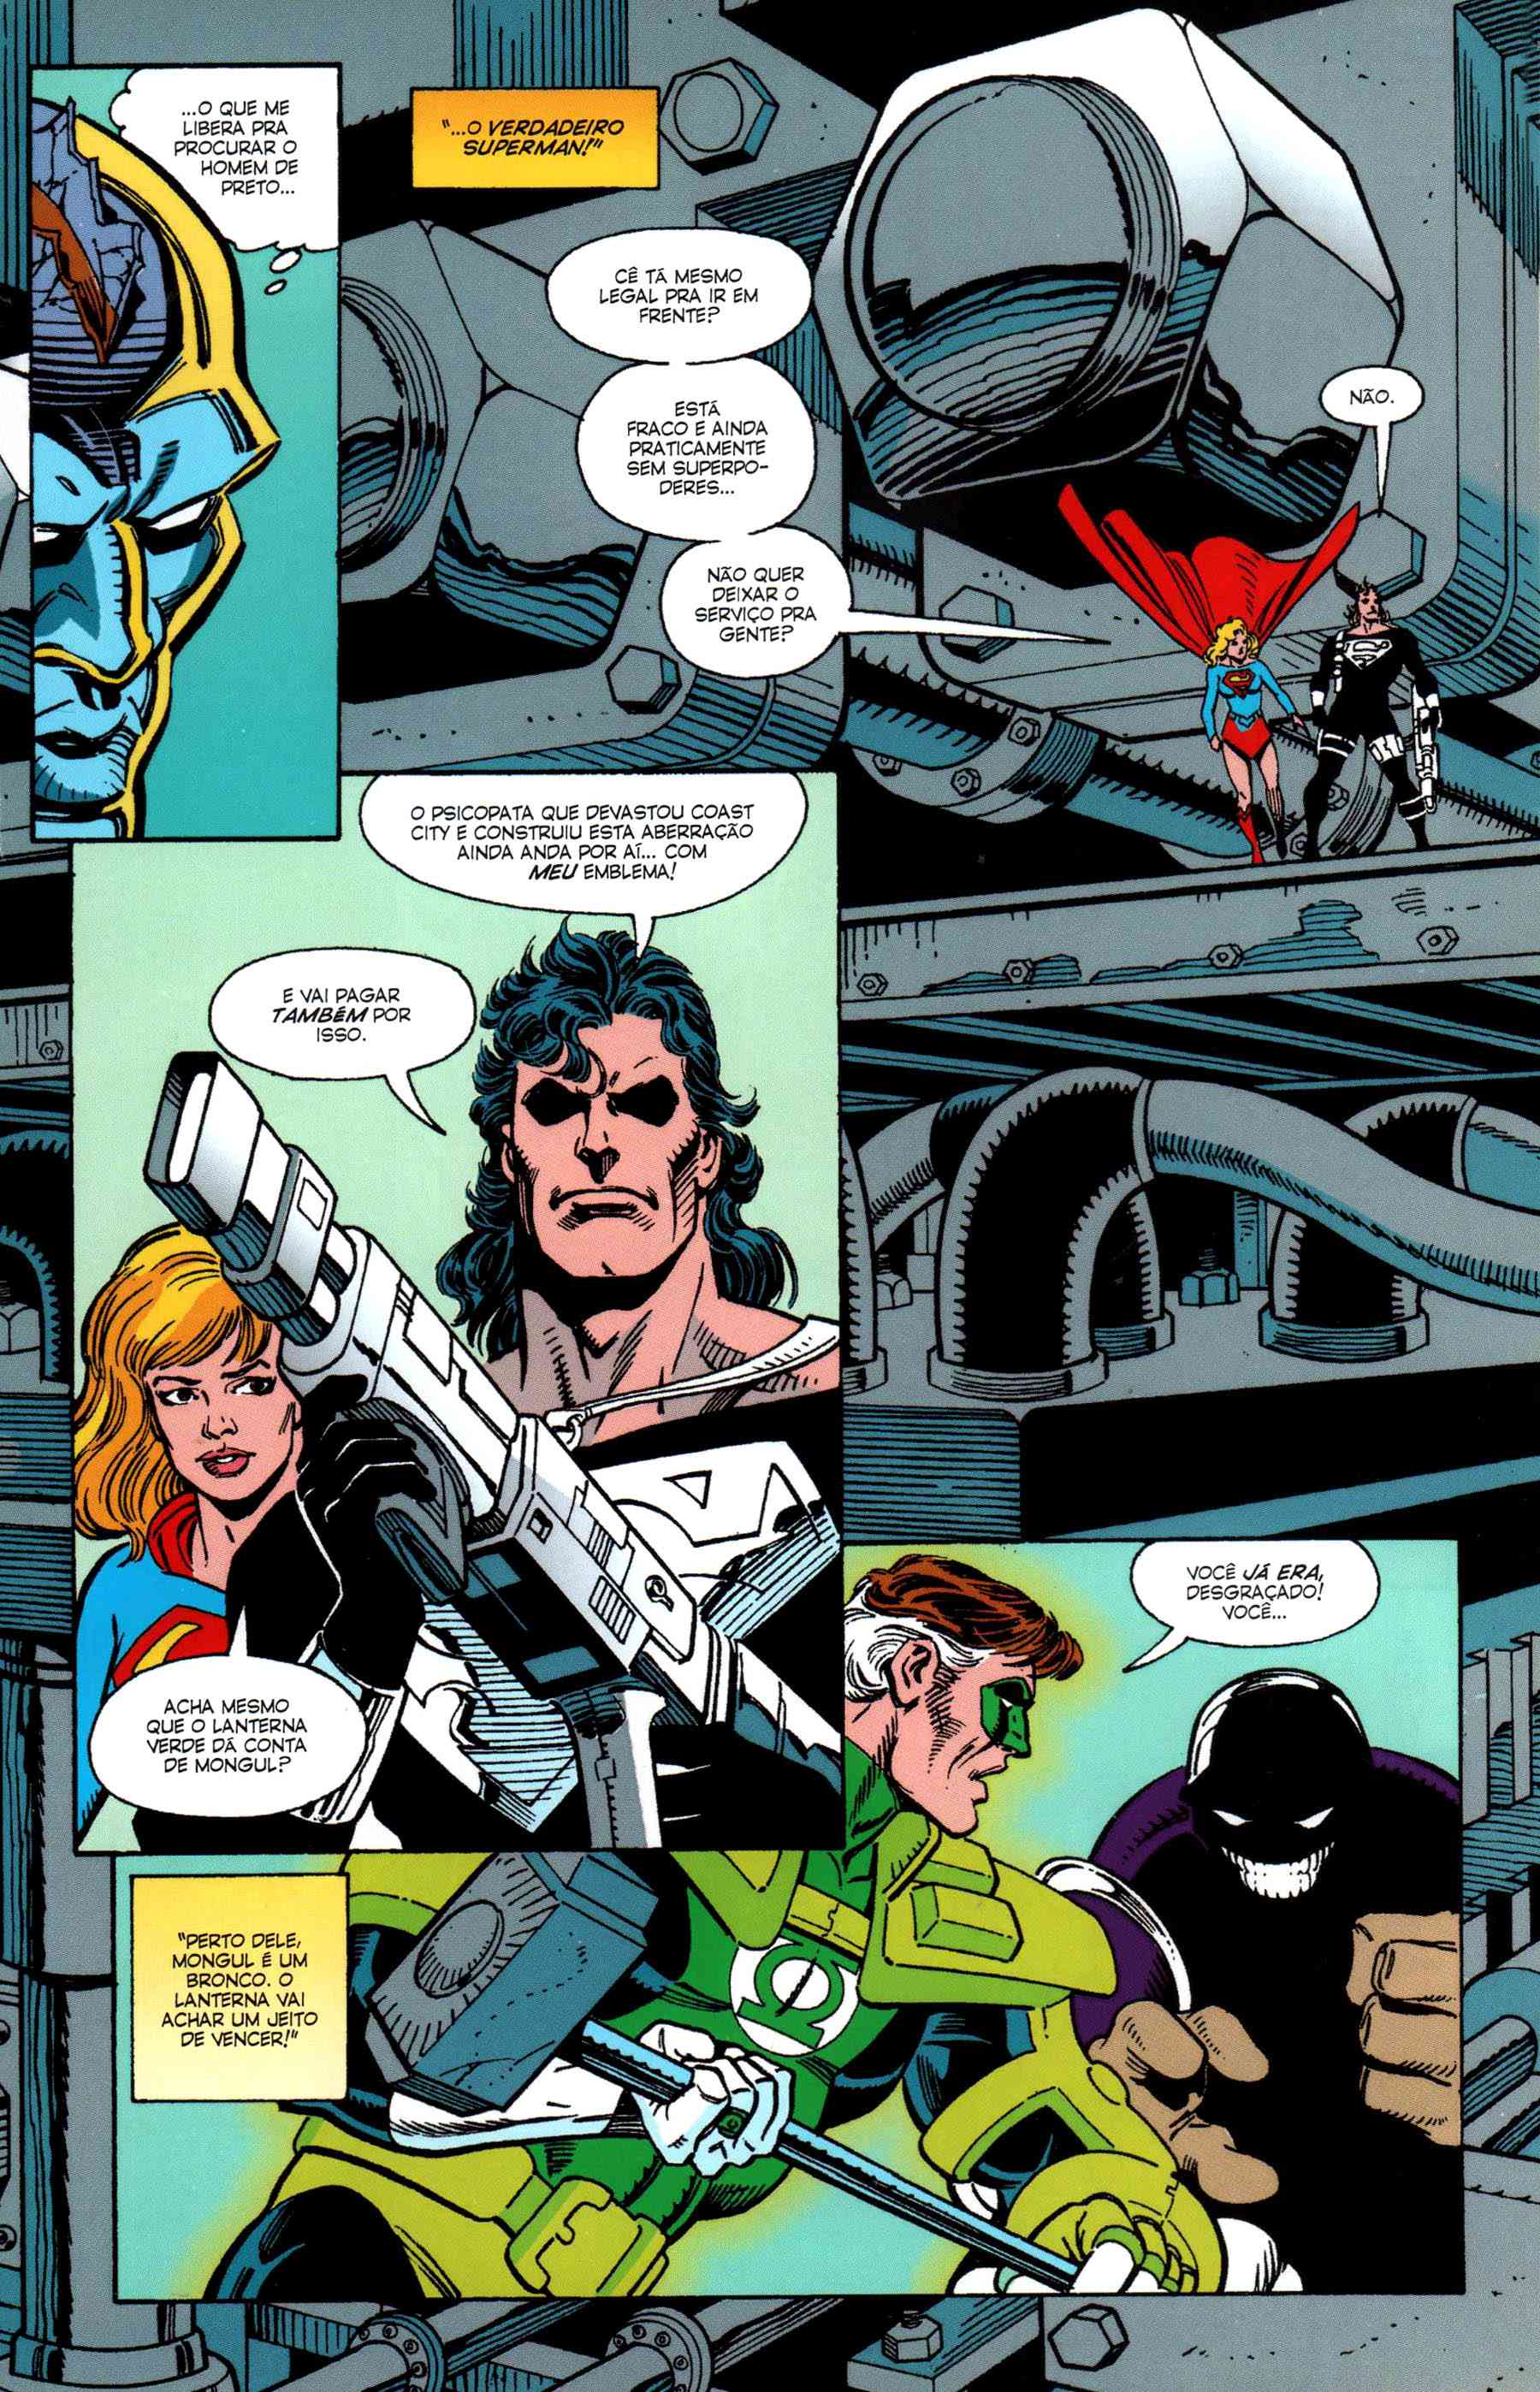 ...O QUE ME
LIBERA PRA
PROCURAR O
HOMEM DE
PRETO...
"...O VERDADEIRO
SUPERMAN!"
CÊ TÁ MESMO
LEGAL PRA IR EM
FRENTE?
ESTÁ
FRACO E AINDA
PRATICAMENTE
SEM SUPERPO-
DERES...
NÃO QUER
DEIXAR O
SERVIÇO PRA
GENTE?
NÃO.
O PSICOPATA QUE DEVASTOU COAST
CITY E CONSTRUIU ESTA ABERRAÇÃO
AINDA ANDA POR AÍ... COM
MEU EMBLEMA!
E VAI PAGAR
TAMBÉM POR
ISSO.
ACHA MESMO
QUE O LANTERNA
VERDE DÁ CONTA
DE MONGUL?
VOCÊ JÁ ERA,
DESGRAÇADO!
VOCÊ...
"PERTO DELE,
MONGUL É UM
BRONCO. O
LANTERNA VAI
ACHAR UM JEITO
DE VENCER!"